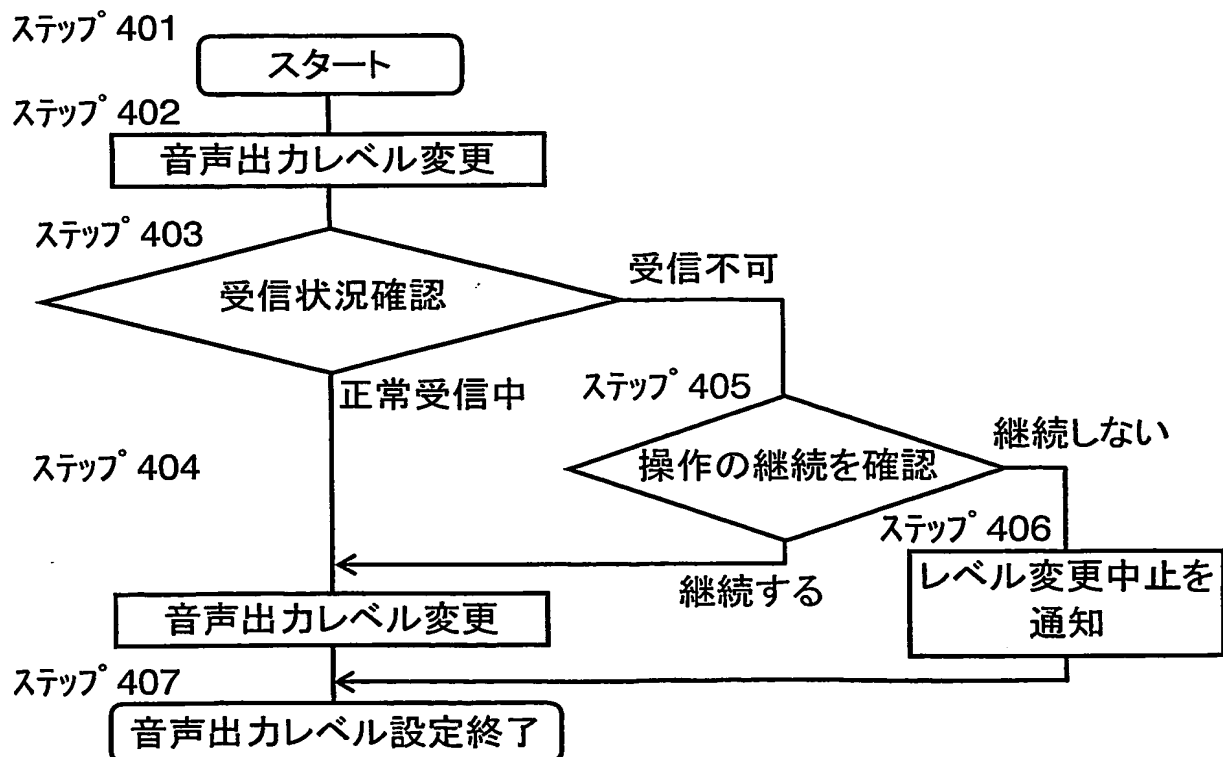 ｽﾃｯﾌﾟ 401
スタート
ｽﾃｯﾌﾟ 402
音声出力レベル変更
ｽﾃｯﾌﾟ 403
受信状況確認
受信不可
正常受信中
ｽﾃｯﾌﾟ 405
継続しない
操作の継続を確認
ｽﾃｯﾌﾟ 404
ｽﾃｯﾌﾟ 406
継続する
レベル変更中止を
通知
音声出力レベル変更
ｽﾃｯﾌﾟ 407
音声出力レベル設定終了